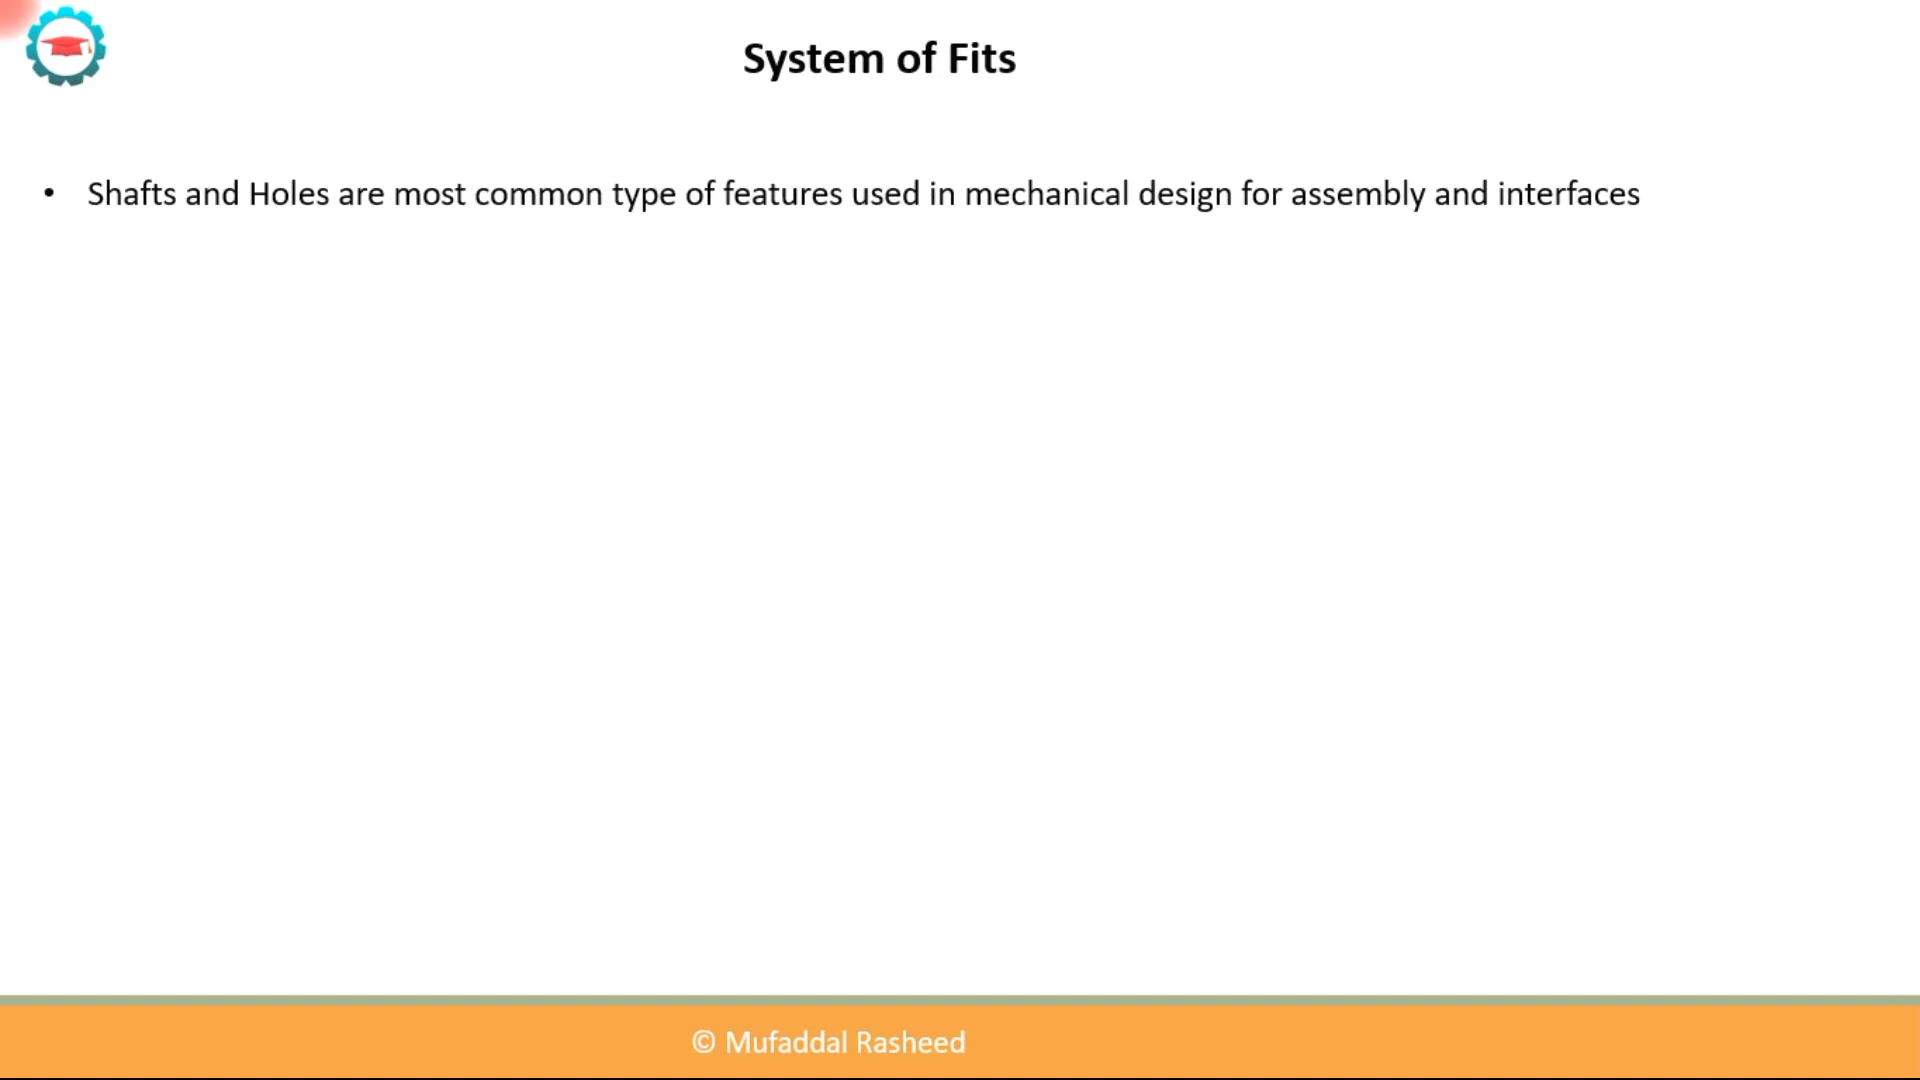 System of Fits
• Shafts and Holes are most common type of features used in mechanical design for assembly and interfaces
© Mufaddal Rasheed